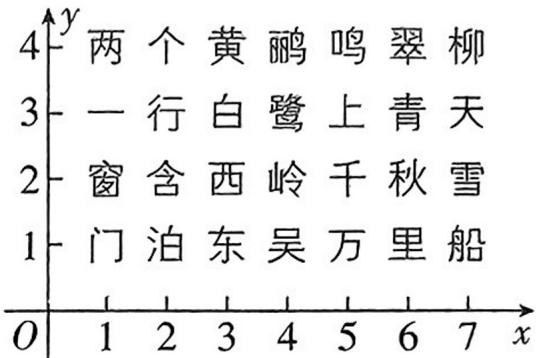 y
4 两 个 黄 鹂 鸣 翠 柳
3 一 行 白 鹭 上 青 天
2 窗 含 西 岭 千 秋 雪
1 门 泊 东 吴 万 里 船
O 1 2 3 4 5 6 7 x